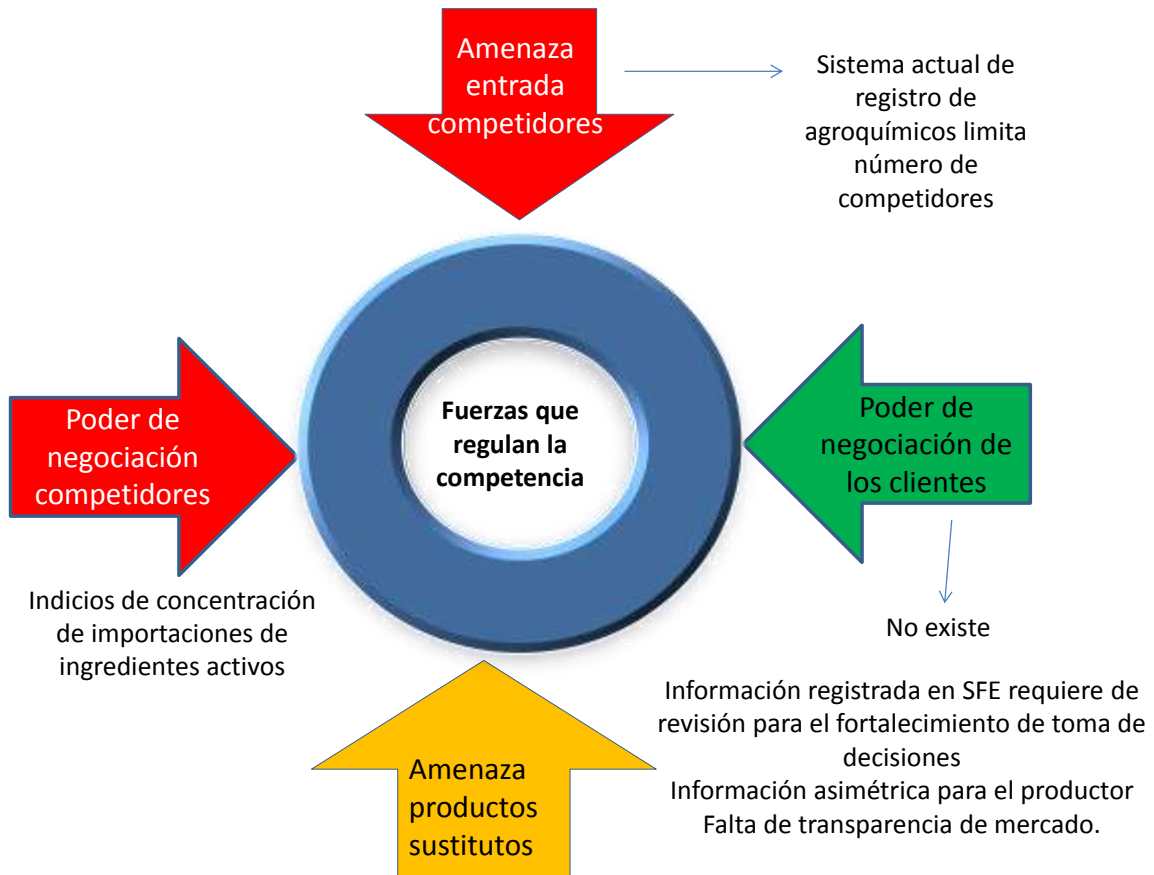 Amenaza
entrada
competidores
Sistema actual de
registro de
agroquímicos limita
número de
competidores
Poder de
negociación
competidores
Fuerzas que
regulan la
competencia
Poder de
negociación de
los clientes
Indicios de concentración
de importaciones de
ingredientes activos
No existe
Información registrada en SFE requiere de
revisión para el fortalecimiento de toma de
decisiones
Información asimétrica para el productor
Falta de transparencia de mercado.
Amenaza
productos
sustitutos